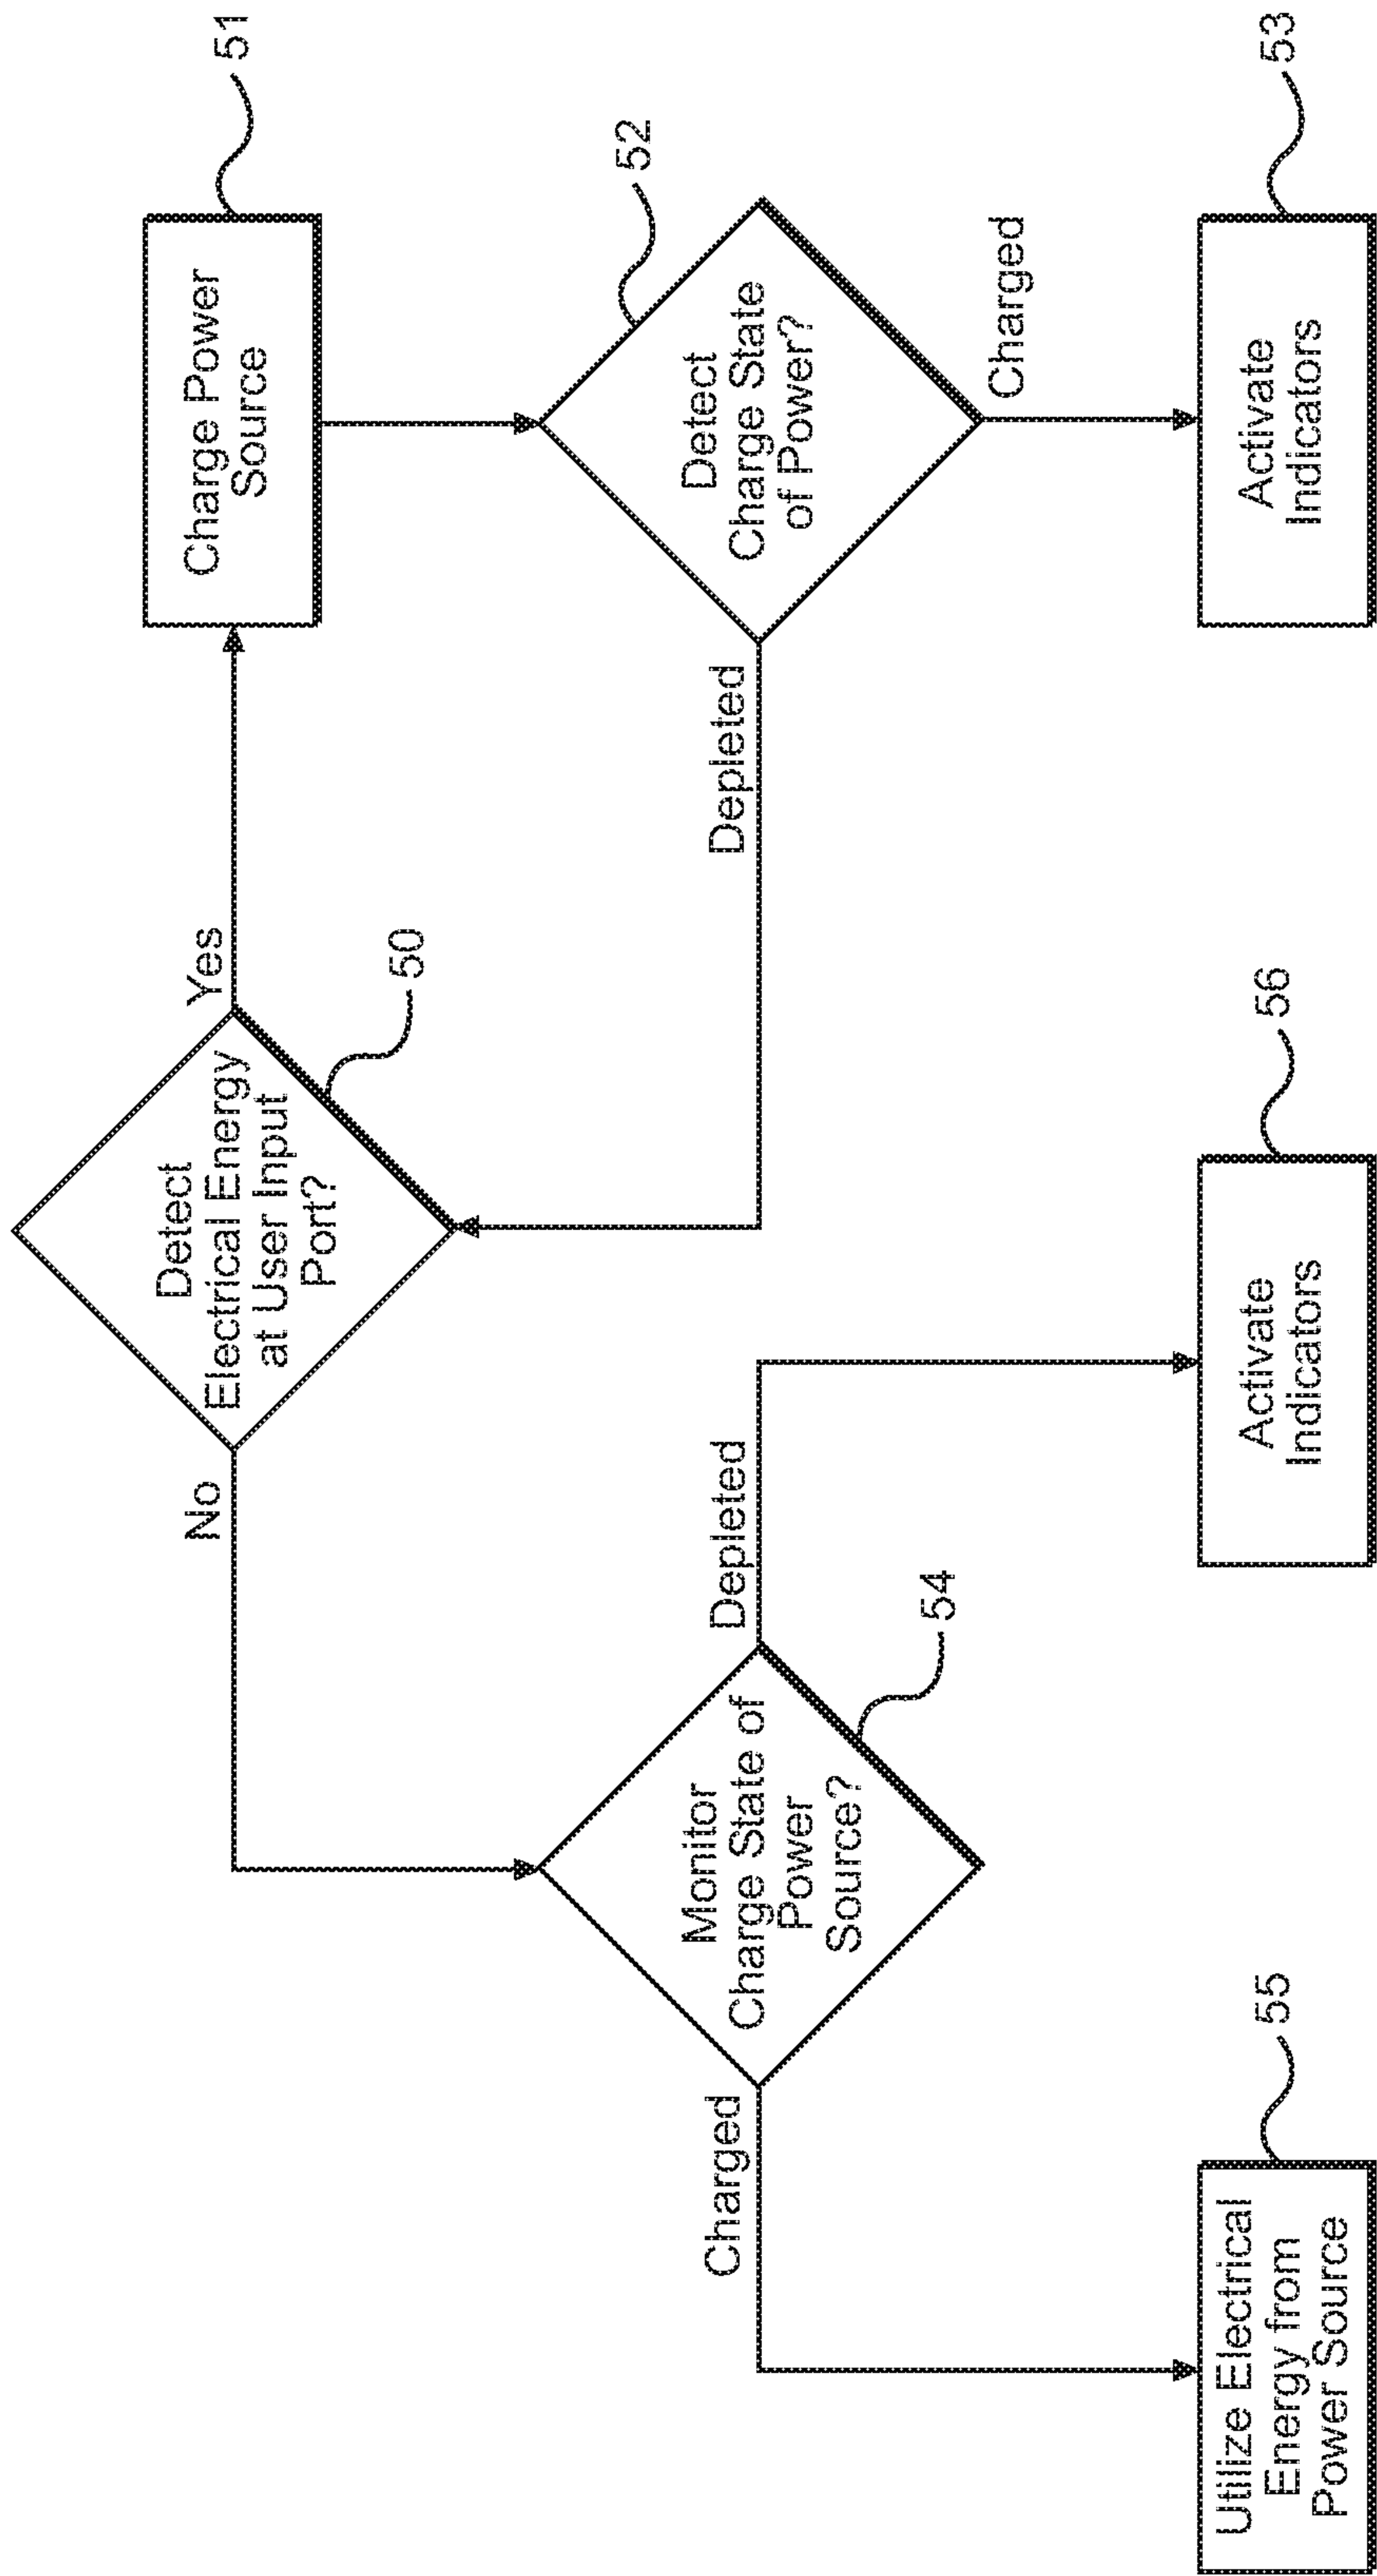 Detect
Electrical Energy
at User Input
Port?
50
No
Yes
Charge Power
Source
51
Monitor
Charge State of
Power
Source?
54
Charged
Depleted
Detect
Charge State
of Power?
52
Depleted
Charged
Utilize Electrical
Energy from
Power Source
55
Activate
Indicators
56
Activate
Indicators
53